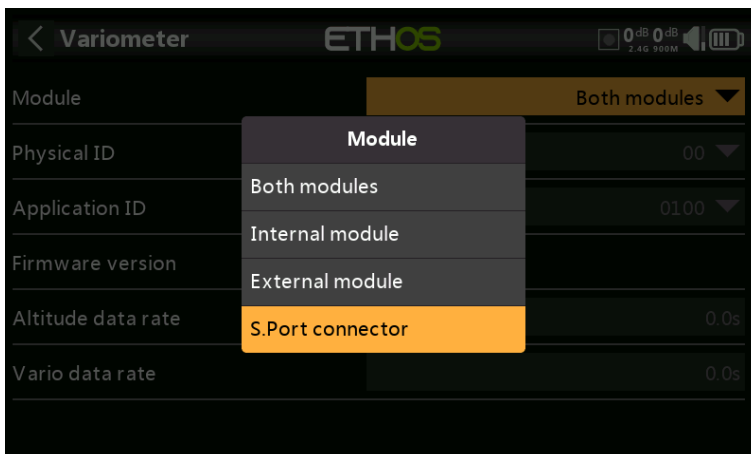 Variometer
ETHOS
0dB 0dB
2.4G 900M
Module
Both modules
Physical ID
00
Application ID
0100
Firmware version
Altitude data rate
0.0s
Vario data rate
0.0s
Module
Both modules
Internal module
External module
S.Port connector